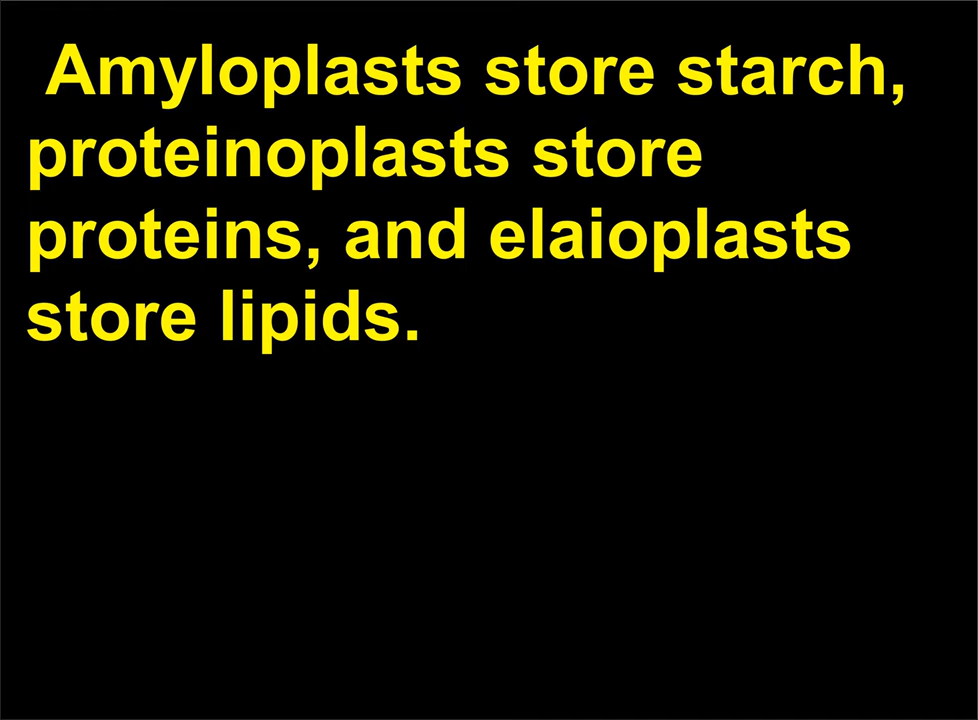 Amyloplasts store starch,
proteinoplasts store
proteins, and elaioplasts
store lipids.